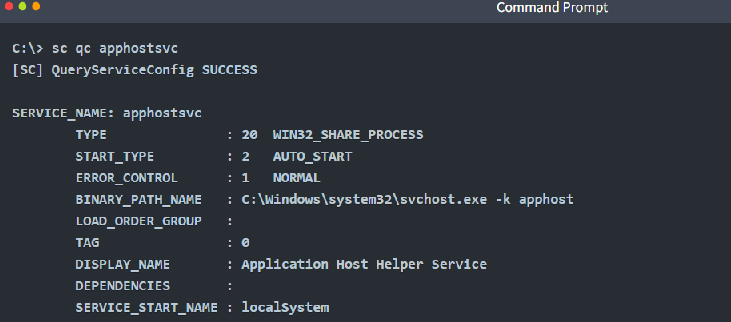 Command Prompt
C:\> sc qc apphostsvc
[SC] QueryServiceConfig SUCCESS
SERVICE_NAME: apphostsvc
        TYPE               : 20  WIN32_SHARE_PROCESS
        START_TYPE         : 2   AUTO_START
        ERROR_CONTROL      : 1   NORMAL
        BINARY_PATH_NAME   : C:\Windows\system32\svchost.exe -k apphost
        LOAD_ORDER_GROUP   :
        TAG                : 0
        DISPLAY_NAME       : Application Host Helper Service
        DEPENDENCIES       :
        SERVICE_START_NAME : localSystem